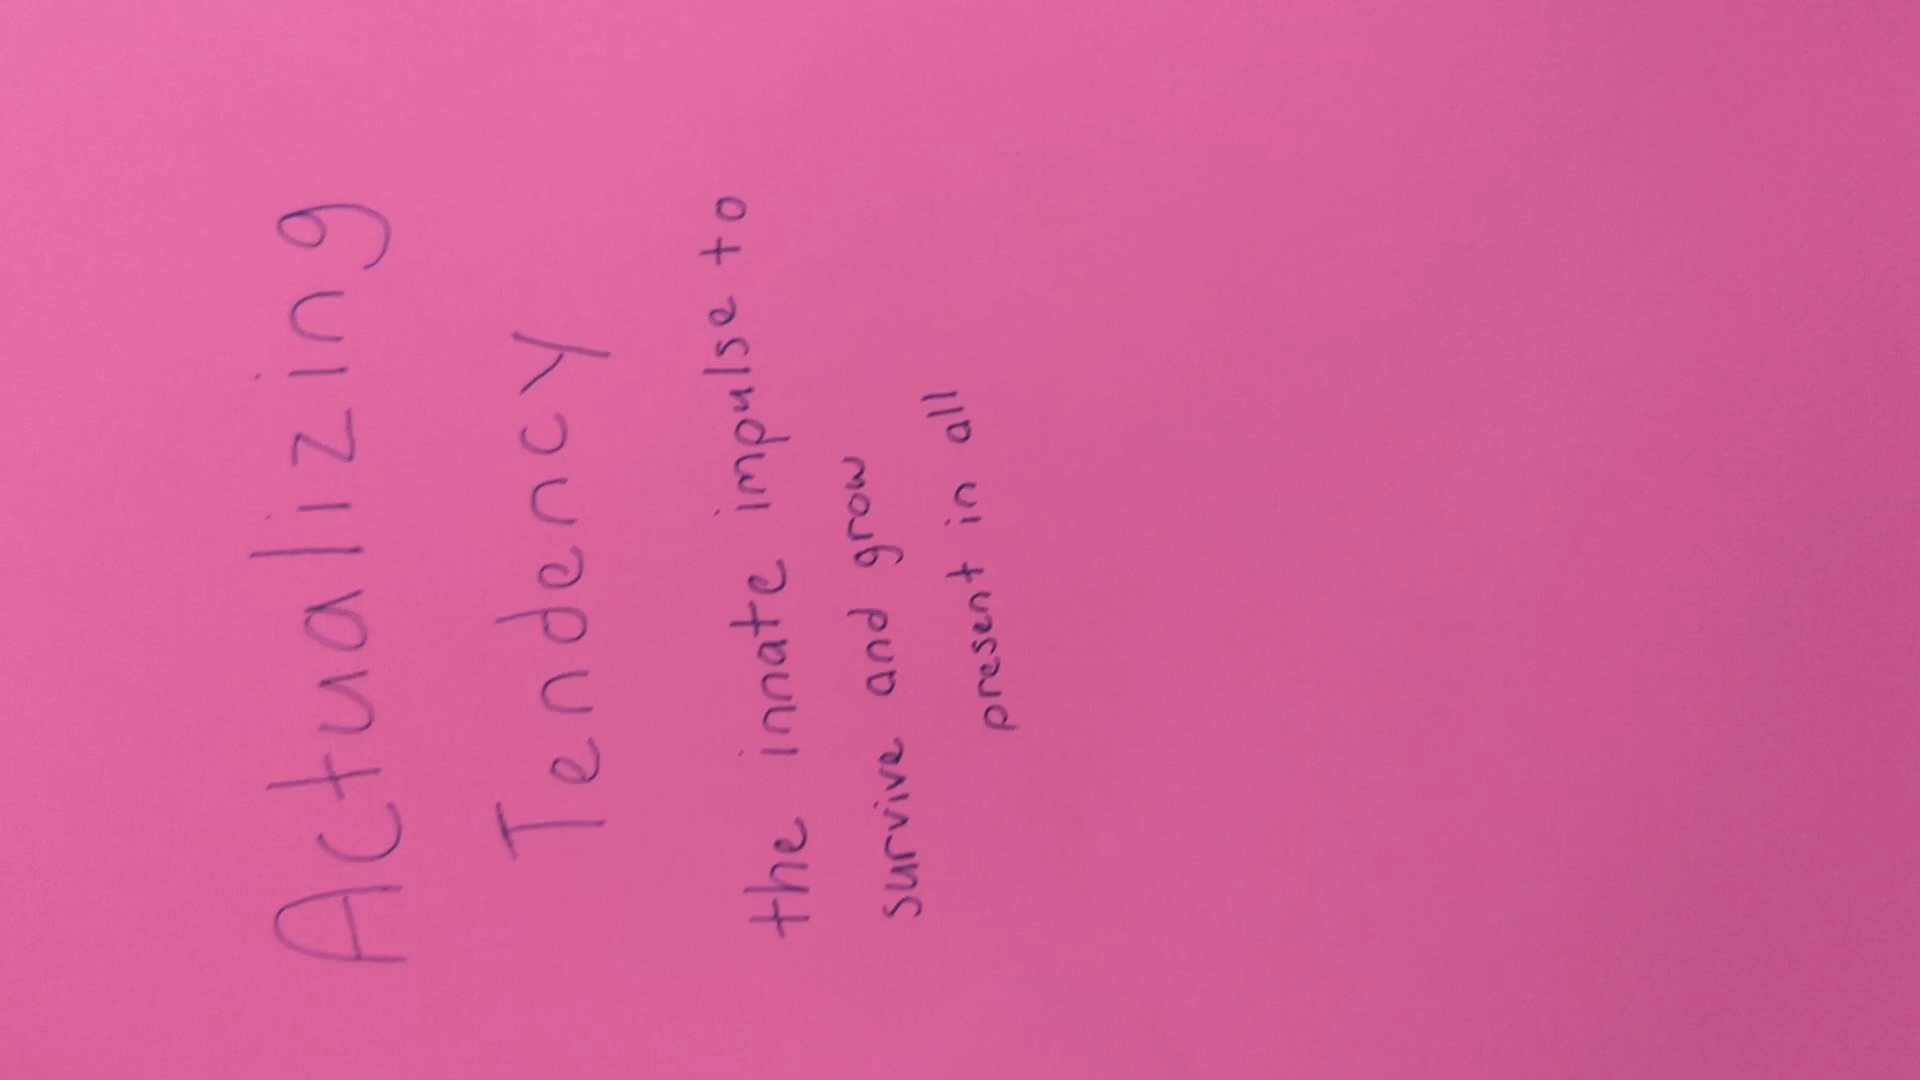 Actualizing
Tendency
the innate impulse to
survive and grow
present in all